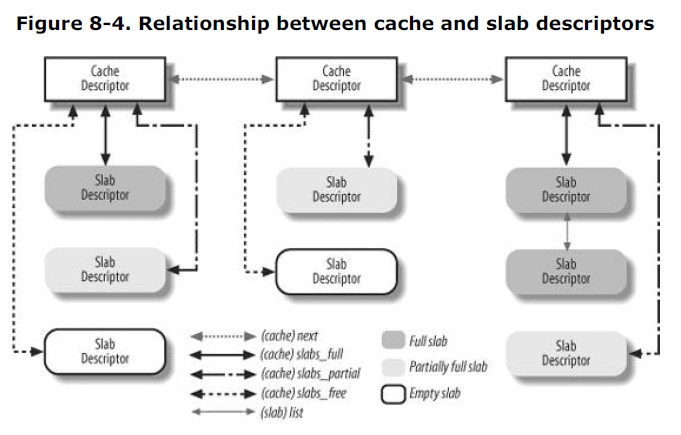 Figure 8-4. Relationship between cache and slab descriptors
Cache
Descriptor
Cache
Descriptor
Cache
Descriptor
Slab
Descriptor
Slab
Descriptor
Slab
Descriptor
Slab
Descriptor
Slab
Descriptor
Slab
Descriptor
Slab
Descriptor
Slab
Descriptor
(cache) next
(cache) slabs_full
(cache) slabs_partial
(cache) slabs_free
(slab) list
Full slab
Partially full slab
Empty slab